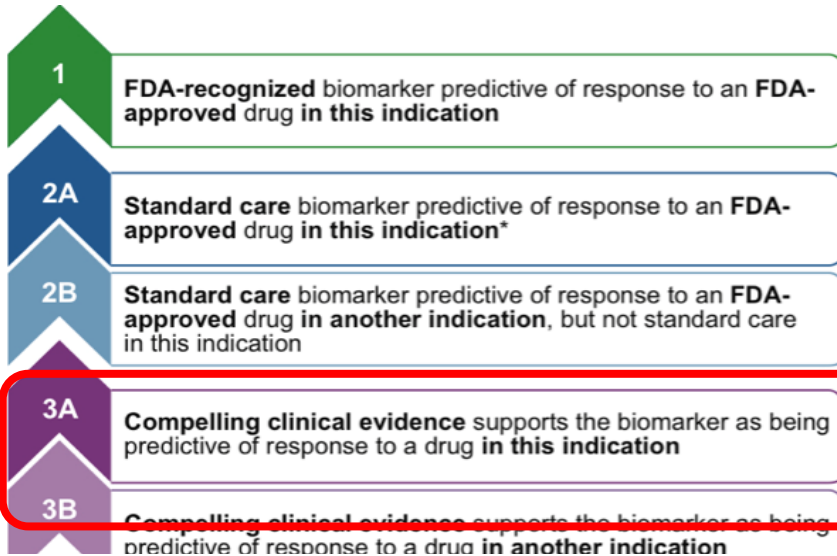 1
FDA-recognized biomarker predictive of response to an FDA-
approved drug in this indication
2A
Standard care biomarker predictive of response to an FDA-
approved drug in this indication*
2B
Standard care biomarker predictive of response to an FDA-
approved drug in another indication, but not standard care
in this indication
3A
Compelling clinical evidence supports the biomarker as being
predictive of response to a drug in this indication
3B
Compelling clinical evidence supports the biomarker as being
predictive of response to a drug in another indication